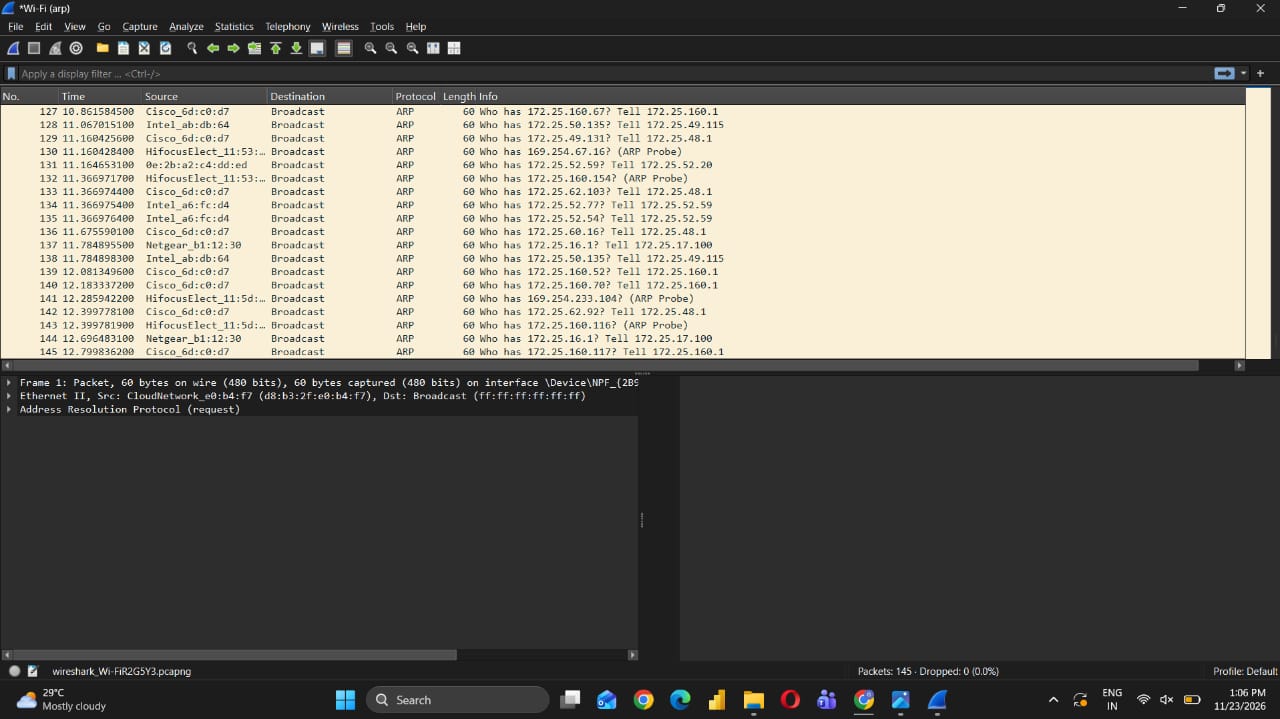 *Wi-Fi (arp)
File Edit View Go Capture Analyze Statistics Telephony Wireless Tools Help
Apply a display filter ... <Ctrl-/>
No. Time Source Destination Protocol Length Info
127 10.861584500 Cisco_6d:c0:d7 Broadcast ARP 60 Who has 172.25.160.67? Tell 172.25.160.1
128 11.067015100 Intel_ab:db:64 Broadcast ARP 60 Who has 172.25.50.135? Tell 172.25.49.115
129 11.160425600 Cisco_6d:c0:d7 Broadcast ARP 60 Who has 172.25.49.131? Tell 172.25.48.1
130 11.160428400 HifocusElect_11:53:... Broadcast ARP 60 Who has 169.254.67.16? (ARP Probe)
131 11.164653100 0e:2b:a2:c4:dd:ed Broadcast ARP 60 Who has 172.25.52.59? Tell 172.25.52.20
132 11.366971700 HifocusElect_11:53:... Broadcast ARP 60 Who has 172.25.160.154? (ARP Probe)
133 11.366974400 Cisco_6d:c0:d7 Broadcast ARP 60 Who has 172.25.62.103? Tell 172.25.48.1
134 11.366975400 Intel_a6:fc:d4 Broadcast ARP 60 Who has 172.25.52.77? Tell 172.25.52.59
135 11.366976400 Intel_a6:fc:d4 Broadcast ARP 60 Who has 172.25.52.54? Tell 172.25.52.59
136 11.675590100 Cisco_6d:c0:d7 Broadcast ARP 60 Who has 172.25.60.16? Tell 172.25.48.1
137 11.784895500 Netgear_b1:12:30 Broadcast ARP 60 Who has 172.25.16.1? Tell 172.25.17.100
138 11.784898300 Intel_ab:db:64 Broadcast ARP 60 Who has 172.25.50.135? Tell 172.25.49.115
139 12.081349600 Cisco_6d:c0:d7 Broadcast ARP 60 Who has 172.25.160.52? Tell 172.25.160.1
140 12.183337200 Cisco_6d:c0:d7 Broadcast ARP 60 Who has 172.25.160.70? Tell 172.25.160.1
141 12.285942200 HifocusElect_11:5d:... Broadcast ARP 60 Who has 169.254.233.104? (ARP Probe)
142 12.399778100 Cisco_6d:c0:d7 Broadcast ARP 60 Who has 172.25.62.92? Tell 172.25.48.1
143 12.399781900 HifocusElect_11:5d:... Broadcast ARP 60 Who has 172.25.160.116? (ARP Probe)
144 12.696483100 Netgear_b1:12:30 Broadcast ARP 60 Who has 172.25.16.1? Tell 172.25.17.100
145 12.799836200 Cisco_6d:c0:d7 Broadcast ARP 60 Who has 172.25.160.117? Tell 172.25.160.1
Frame 1: Packet, 60 bytes on wire (480 bits), 60 bytes captured (480 bits) on interface \Device\NPF_{2B9
Ethernet II, Src: CloudNetwork_e0:b4:f7 (d8:b3:2f:e0:b4:f7), Dst: Broadcast (ff:ff:ff:ff:ff:ff)
Address Resolution Protocol (request)
wireshark_Wi-FiR2G5Y3.pcapng Packets: 145 · Dropped: 0 (0.0%) Profile: Default
29°C
Mostly cloudy
Search
ENG
IN
1:06 PM
11/23/2026